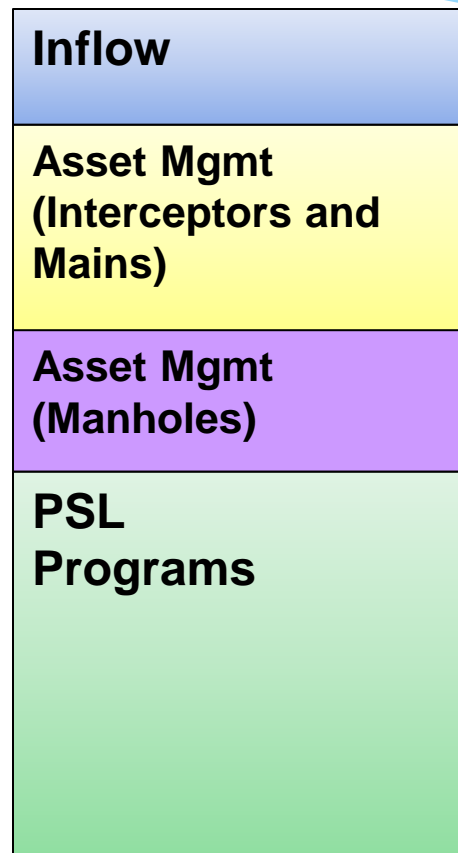 Inflow
Asset Mgmt
(Interceptors and
Mains)
Asset Mgmt
(Manholes)
PSL
Programs